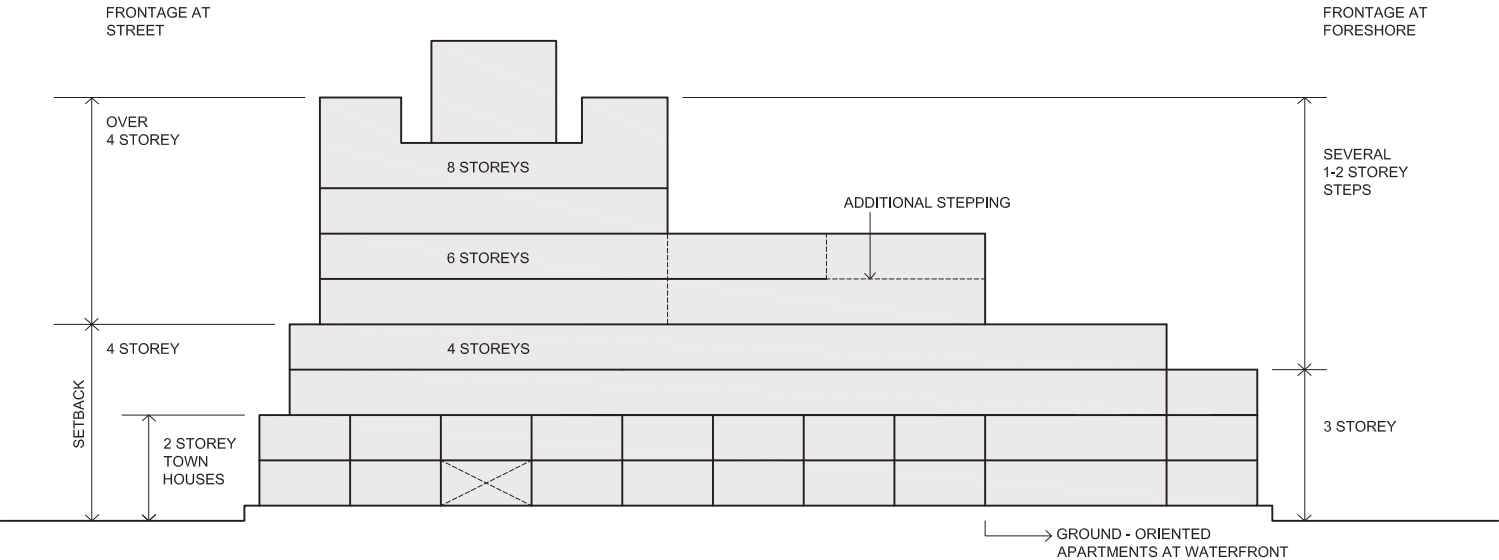 FRONTAGE AT
STREET
FRONTAGE AT
FORESHORE
OVER
4 STOREY
8 STOREYS
SEVERAL
1-2 STOREY
STEPS
ADDITIONAL STEPPING
6 STOREYS
4 STOREY
4 STOREYS
SETBACK
2 STOREY
TOWN
HOUSES
3 STOREY
GROUND - ORIENTED
APARTMENTS AT WATERFRONT